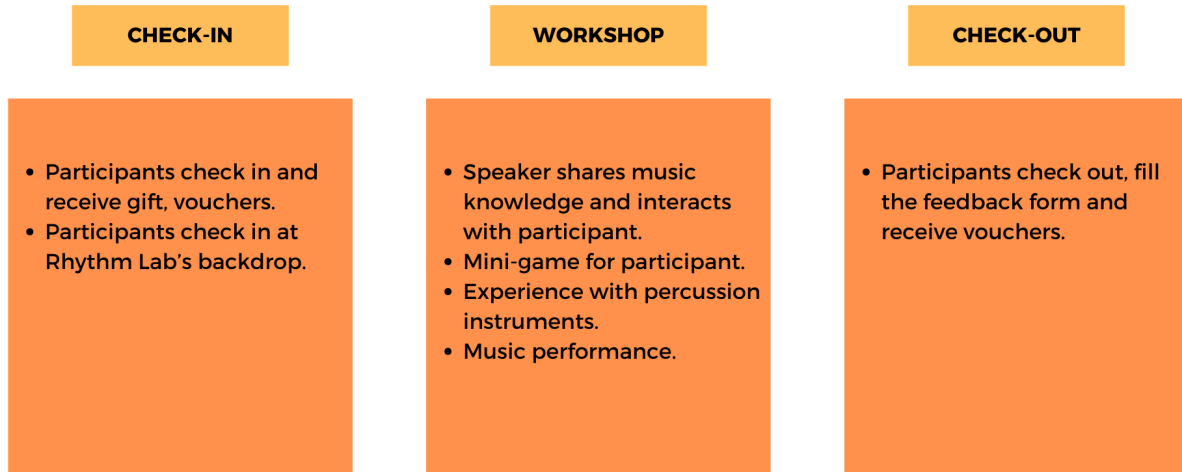 CHECK-IN
• Participants check in and
receive gift, vouchers.
• Participants check in at
Rhythm Lab's backdrop.
WORKSHOP
• Speaker shares music
knowledge and interacts
with participant.
• Mini-game for participant.
• Experience with percussion
instruments.
• Music performance.
CHECK-OUT
• Participants check out, fill
the feedback form and
receive vouchers.